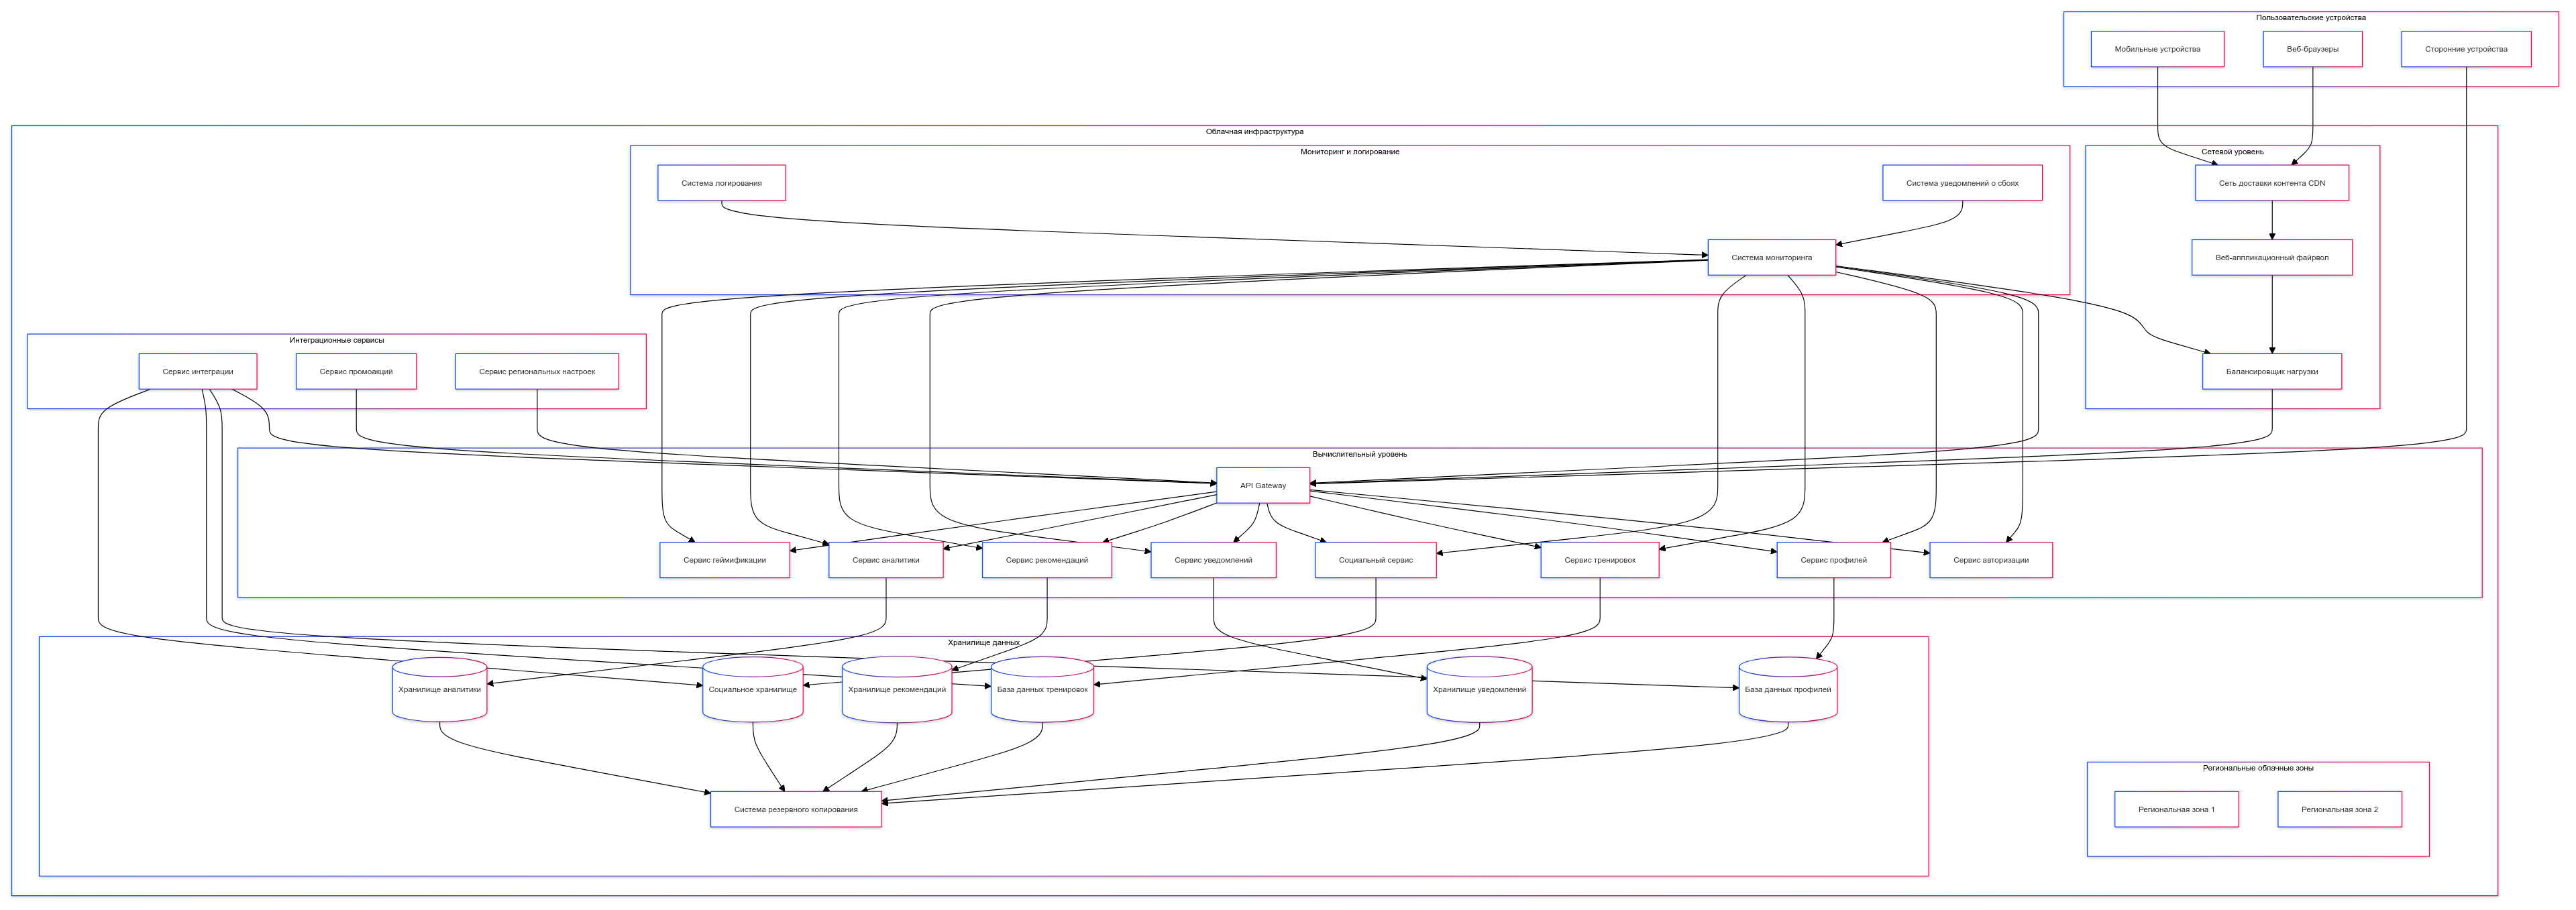 Пользовательские устройства
Мобильные устройства
Веб-браузеры
Сторонние устройства
Облачная инфраструктура
Мониторинг и логирование
Сетевой уровень
Система логирования
Система уведомлений о сбоях
Сеть доставки контента CDN
Система мониторинга
Веб-аппликационный файрвол
Интеграционные сервисы
Сервис интеграции
Сервис промоакций
Сервис региональных настроек
Балансировщик нагрузки
Вычислительный уровень
API Gateway
Сервис геймификации
Сервис аналитики
Сервис рекомендаций
Сервис уведомлений
Социальный сервис
Сервис тренировок
Сервис профилей
Сервис авторизации
Хранилище данных
Хранилище аналитики
Социальное хранилище
Хранилище рекомендаций
База данных тренировок
Хранилище уведомлений
База данных профилей
Региональные облачные зоны
Система резервного копирования
Региональная зона 1
Региональная зона 2